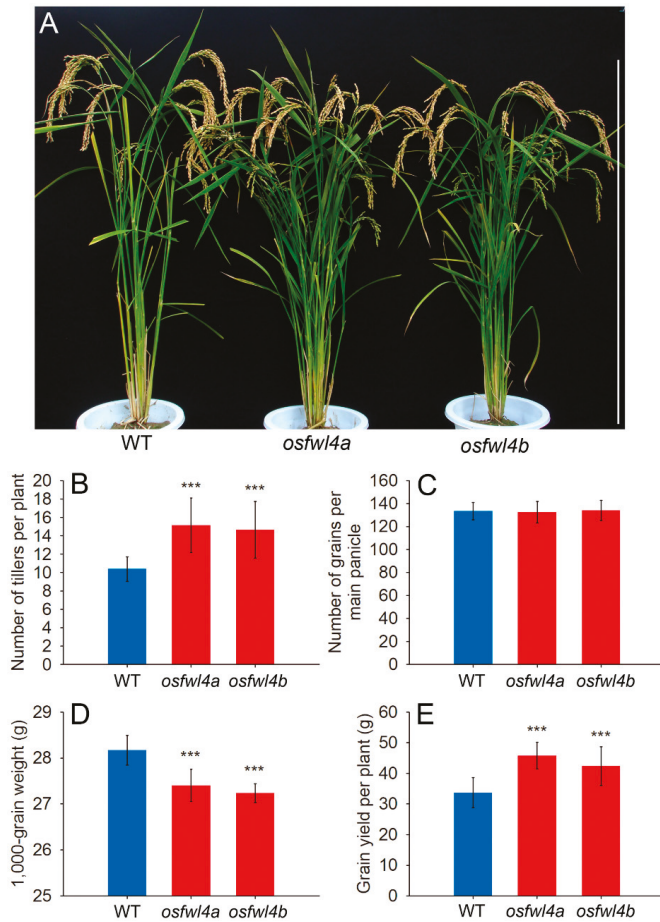 A
WT osfwl4a osfwl4b
B
Number of tillers per plant
20
18
16
14
12
10
8
6
4
2
0
*** ***
WT osfwl4a osfwl4b
C
Number of grains per
main panicle
160
140
120
100
80
60
40
20
0
WT osfwl4a osfwl4b
D
1,000-grain weight (g)
28
29
27
26
25
*** ***
WT osfwl4a osfwl4b
E
Grain yield per plant (g)
60
50
40
30
20
10
0
*** ***
WT osfwl4a osfwl4b